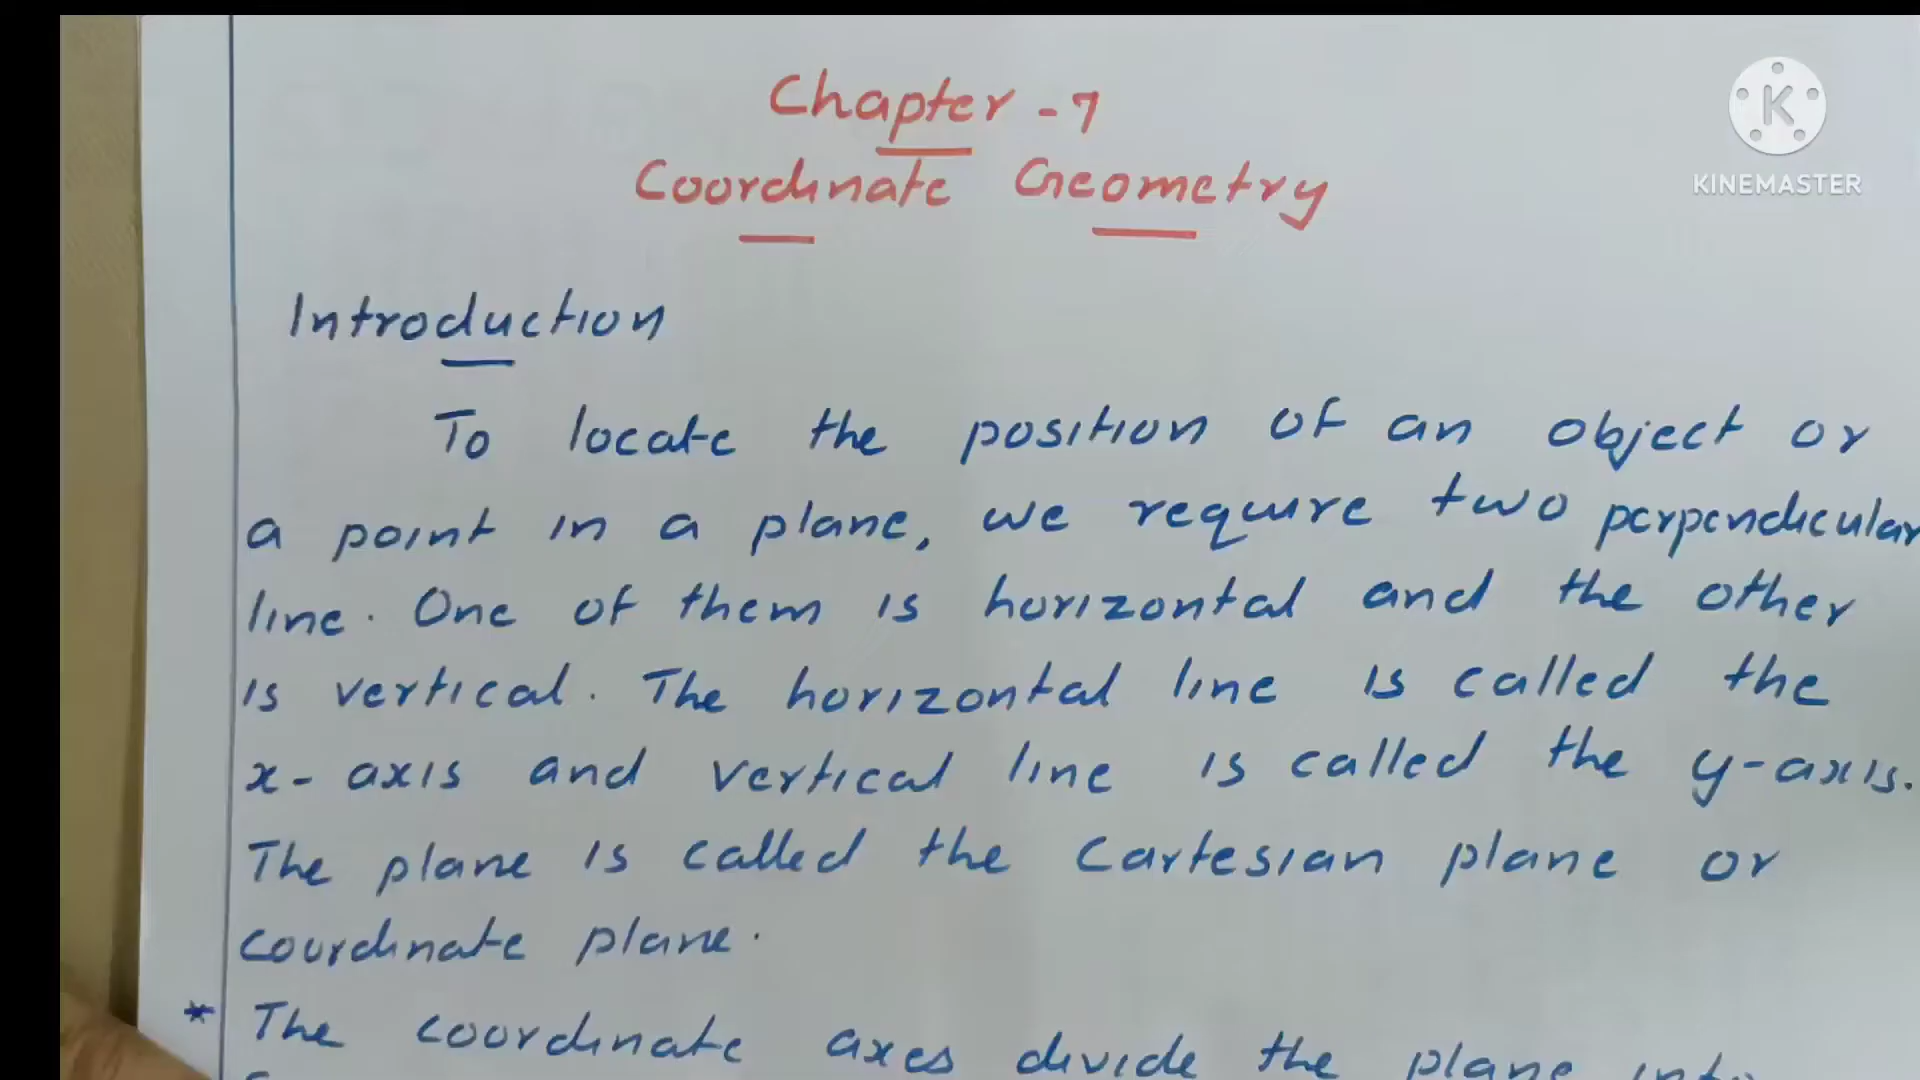 Chapter - 7
Coordinate Geometry
KINEMASTER
Introduction
To locate the position of an object or
a point in a plane, we require two perpendicular
line. One of them is horizontal and the other
is vertical. The horizontal line is called the
x-axis and vertical line is called the y-axis.
The plane is called the Cartesian plane or
coordinate plane.
* The coordinate axes divide the plane into